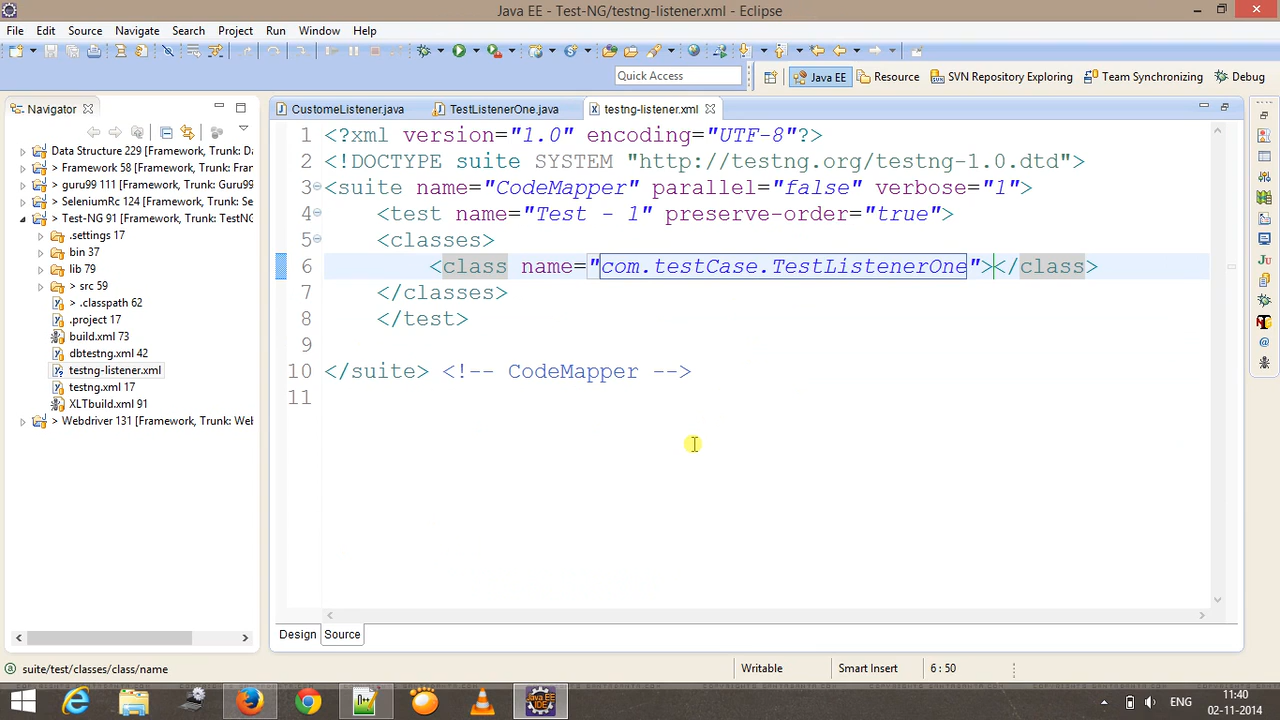 Java EE - Test-NG/testng-listener.xml - Eclipse
File Edit Source Navigate Search Project Run Window Help
Quick Access
Java EE Resource SVN Repository Exploring Team Synchronizing Debug
Navigator
CustomeListener.java TestListenerOne.java testng-listener.xml
Data Structure 229 [Framework, Trunk: Da
> Framework 58 [Framework, Trunk: Frame
> guru99 111 [Framework, Trunk: Guru99
SeleniumRc 124 [Framework, Trunk: Seleni
> Test-NG 91 [Framework, Trunk: TestNG
.settings 17
bin 37
lib 79
> src 59
> .classpath 62
.project 17
build.xml 73
dbtestng.xml 42
testng-listener.xml
testng.xml 17
XLTbuild.xml 91
> Webdriver 131 [Framework, Trunk: Web
1 <?xml version="1.0" encoding="UTF-8"?>
2 <!DOCTYPE suite SYSTEM "http://testng.org/testng-1.0.dtd">
3 <suite name="CodeMapper" parallel="false" verbose="1">
4 <test name="Test - 1" preserve-order="true">
5 <classes>
6 <class name="com.testCase.TestListenerOne"></class>
7 </classes>
8 </test>
9
10 </suite> <!-- CodeMapper -->
11
Design Source
suite/test/classes/class/name
Writable Smart Insert 6 : 50
ENG
11:40
02-11-2014